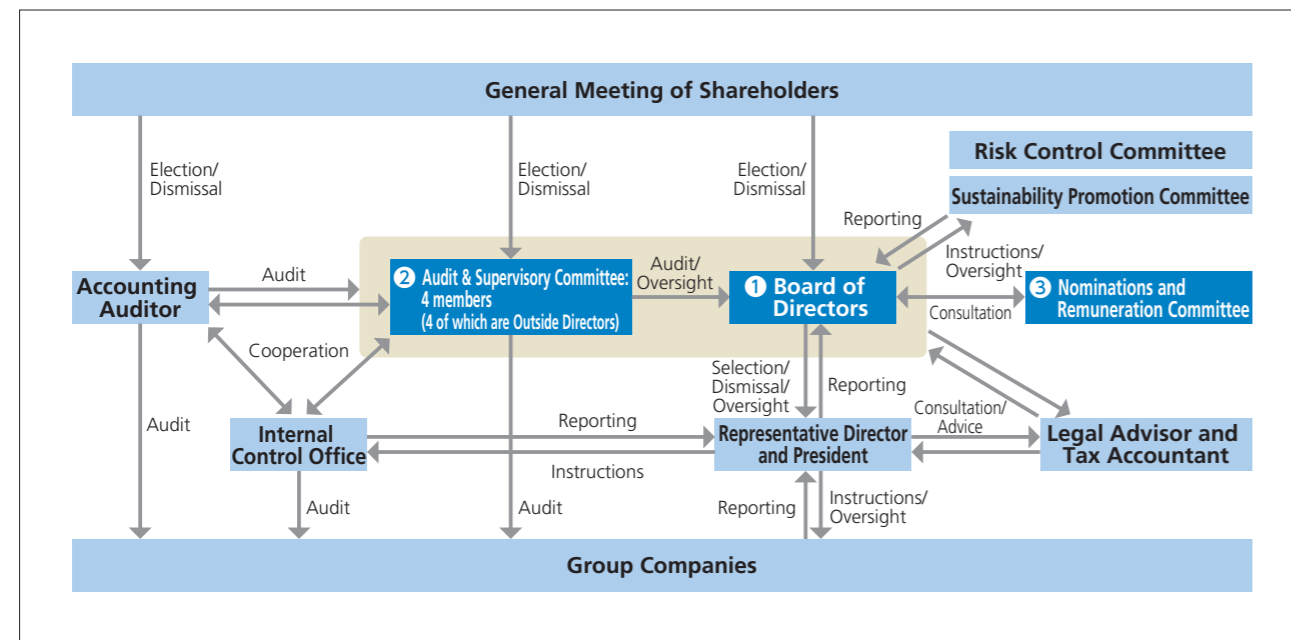 General Meeting of Shareholders
Election/
Dismissal
Election/
Dismissal
Election/
Dismissal
Risk Control Committee
Sustainability Promotion Committee
Reporting
Instructions/
Oversight
Accounting
Auditor
Audit
❷ Audit & Supervisory Committee:
4 members
(4 of which are Outside Directors)
Audit/
Oversight
❶ Board of
Directors
Consultation
❸ Nominations and
Remuneration Committee
Cooperation
Selection/
Dismissal/
Oversight
Reporting
Consultation/
Advice
Audit
Internal
Control Office
Reporting
Instructions
Representative Director
and President
Legal Advisor and
Tax Accountant
Audit
Audit
Reporting
Instructions/
Oversight
Group Companies